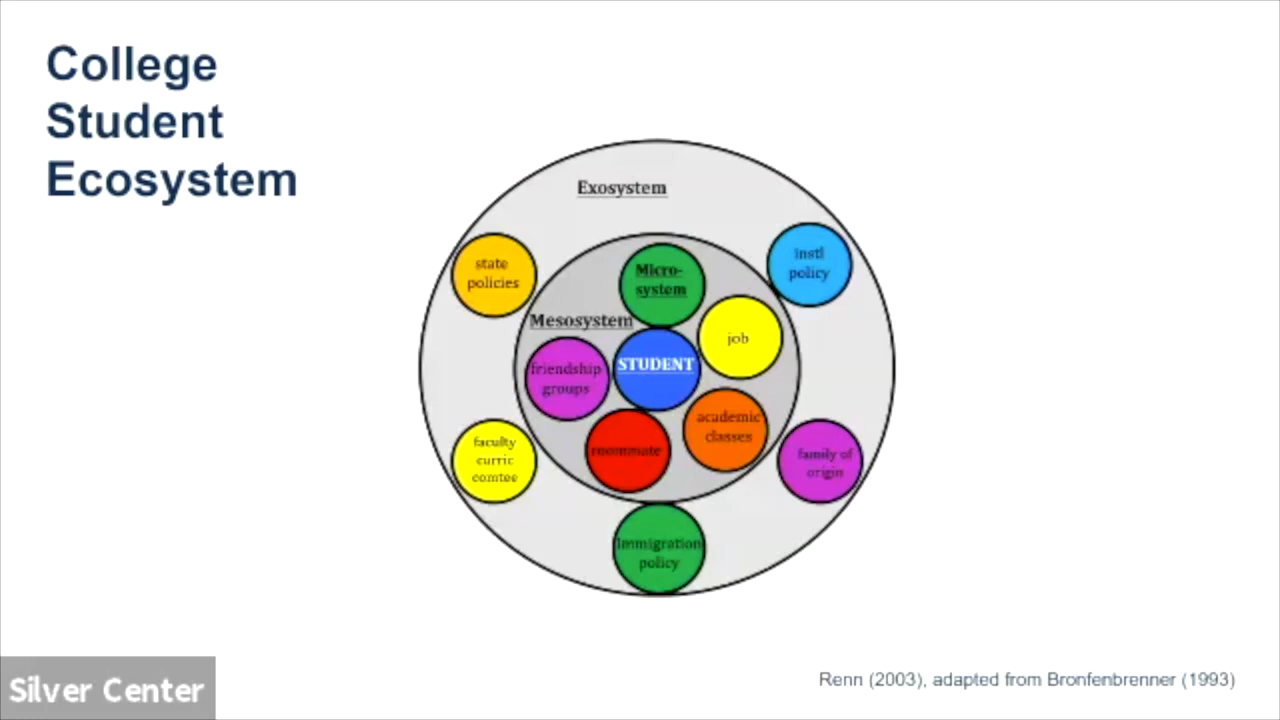 College
Student
Ecosystem
Exosystem
state
policies
instl
policy
Micro-
system
Mesosystem
job
friendship
groups
STUDENT
academic
classes
roommate
faculty
curric
comtee
family of
origin
Immigration
policy
Silver Center
Renn (2003), adapted from Bronfenbrenner (1993)